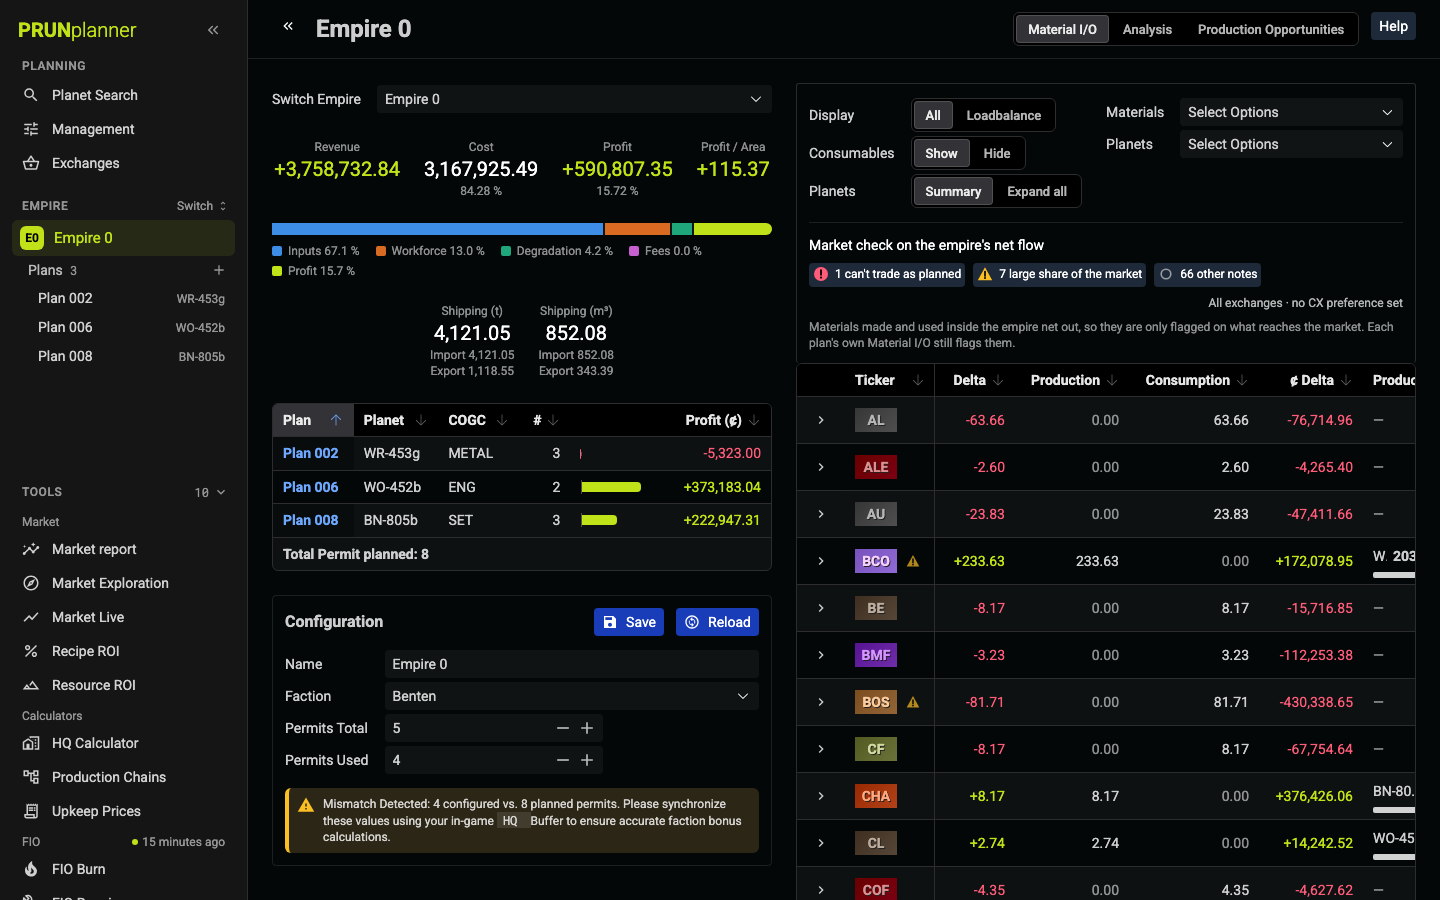 PRUNplanner
PLANNING
Planet Search
Management
Exchanges
EMPIRE
Switch
E0 Empire 0
Plans 3
Plan 002 WR-453g
Plan 006 WO-452b
Plan 008 BN-805b
TOOLS 10
Market
Market report
Market Exploration
Market Live
Recipe ROI
Resource ROI
Calculators
HQ Calculator
Production Chains
Upkeep Prices
FIO 15 minutes ago
FIO Burn
Empire 0
Material I/O Analysis Production Opportunities Help
Switch Empire Empire 0
Revenue Cost Profit Profit / Area
+3,758,732.84 3,167,925.49 +590,807.35 +115.37
84.28 % 15.72 %
Inputs 67.1 % Workforce 13.0 % Degradation 4.2 % Fees 0.0 %
Profit 15.7 %
Shipping (t) Shipping (m³)
4,121.05 852.08
Import 4,121.05 Import 852.08
Export 1,118.55 Export 343.39
Plan Planet COGC # Profit (¢)
Plan 002 WR-453g METAL 3 -5,323.00
Plan 006 WO-452b ENG 2 +373,183.04
Plan 008 BN-805b SET 3 +222,947.31
Total Permit planned: 8
Configuration Save Reload
Name Empire 0
Faction Benten
Permits Total 5
Permits Used 4
Mismatch Detected: 4 configured vs. 8 planned permits. Please synchronize
these values using your in-game HQ Buffer to ensure accurate faction bonus
calculations.
Display All Loadbalance
Consumables Show Hide
Planets Summary Expand all
Materials Select Options
Planets Select Options
Market check on the empire's net flow
1 can't trade as planned 7 large share of the market 66 other notes
All exchanges · no CX preference set
Materials made and used inside the empire net out, so they are only flagged on what reaches the market. Each
plan's own Material I/O still flags them.
Ticker Delta Production Consumption ¢ Delta Produc
AL -63.66 0.00 63.66 -76,714.96 —
ALE -2.60 0.00 2.60 -4,265.40 —
AU -23.83 0.00 23.83 -47,411.66 —
BCO +233.63 233.63 0.00 +172,078.95 W. 203
BE -8.17 0.00 8.17 -15,716.85 —
BMF -3.23 0.00 3.23 -112,253.38 —
BOS -81.71 0.00 81.71 -430,338.65 —
CF -8.17 0.00 8.17 -67,754.64 —
CHA +8.17 8.17 0.00 +376,426.06 BN-80.
CL +2.74 2.74 0.00 +14,242.52 WO-45
COF -4.35 0.00 4.35 -4,627.62 —